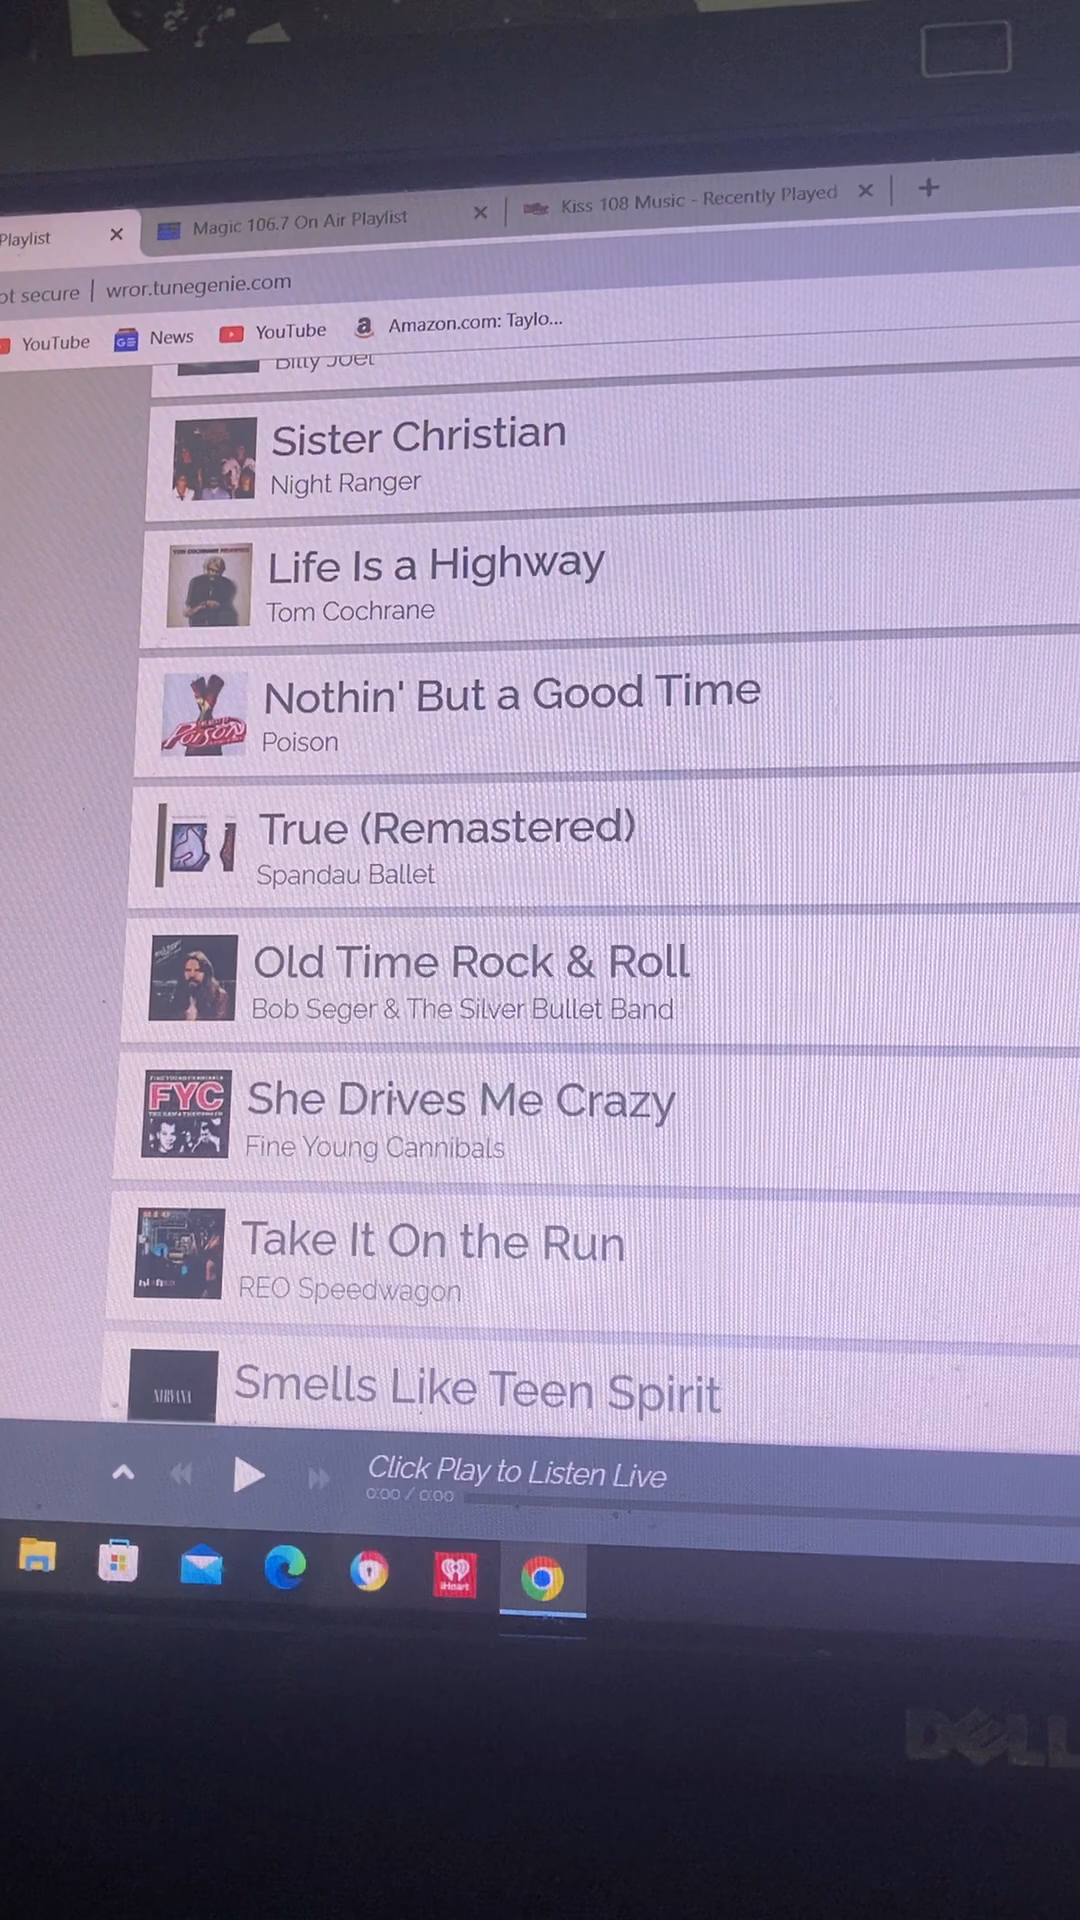 Playlist
Magic 106.7 On Air Playlist
Kiss 108 Music - Recently Played
ot secure | wror.tunegenie.com
YouTube
News
YouTube
Amazon.com: Taylo...
Billy Joel
Sister Christian
Night Ranger
Life Is a Highway
Tom Cochrane
Nothin' But a Good Time
Poison
POISON
True (Remastered)
Spandau Ballet
Old Time Rock & Roll
Bob Seger & The Silver Bullet Band
FYC
She Drives Me Crazy
Fine Young Cannibals
Take It On the Run
REO Speedwagon
NIRVANA
Smells Like Teen Spirit
Click Play to Listen Live
0:00 / 0:00
iHeart
DELL